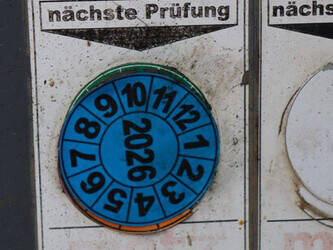 nächste Prüfung
nächs
1 2 3 4 5 6 7 8 9 10 11 12
2026